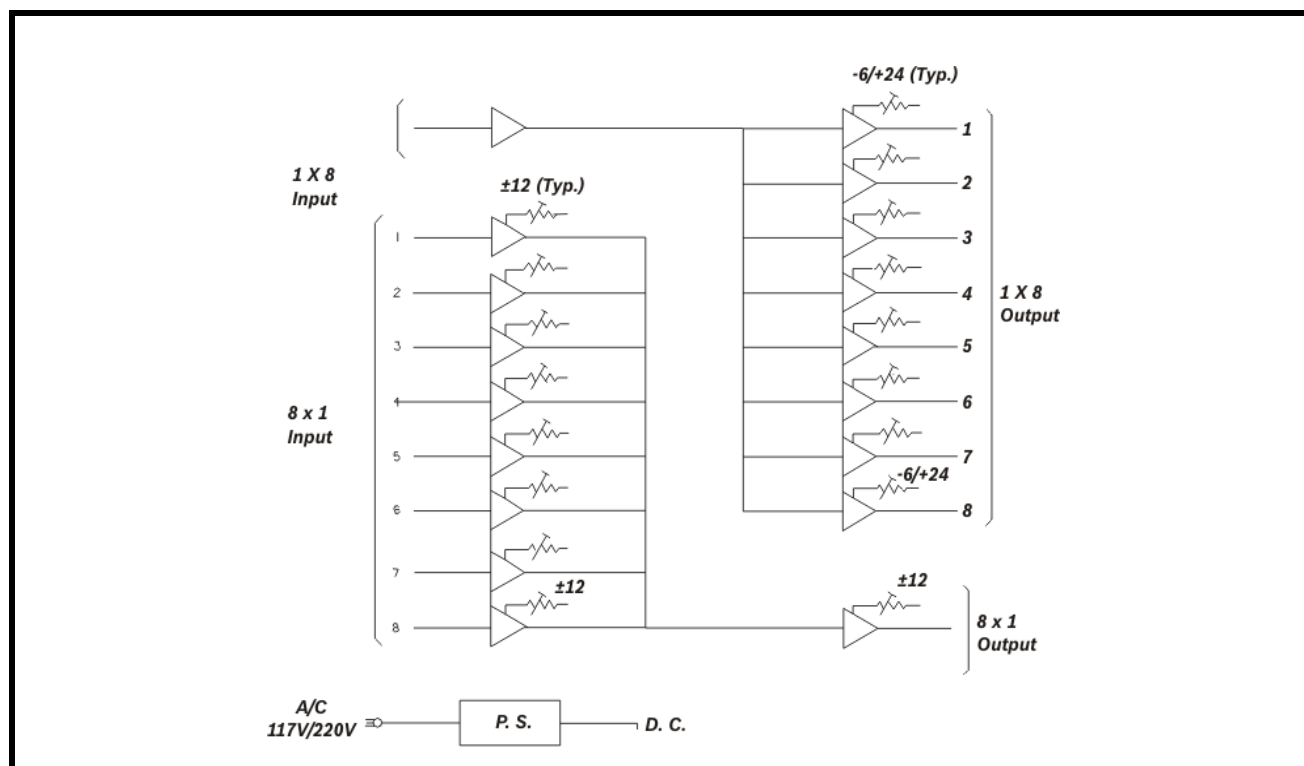 -6/+24 (Typ.)
1
1 X 8
Input
±12 (Typ.)
2
1
3
2
4
1 X 8
Output
3
5
4
6
8 x 1
Input
5
7
-6/+24
6
8
7
±12
±12
8
8 x 1
Output
A/C
117V/220V
P. S.
D. C.